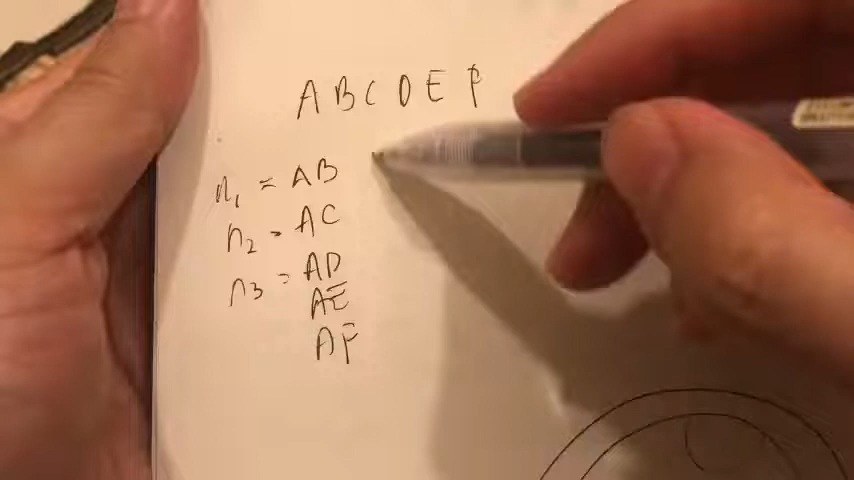 A B C D E F
n₁ = AB
n₂ = AC
n₃ = AD
AE
AF